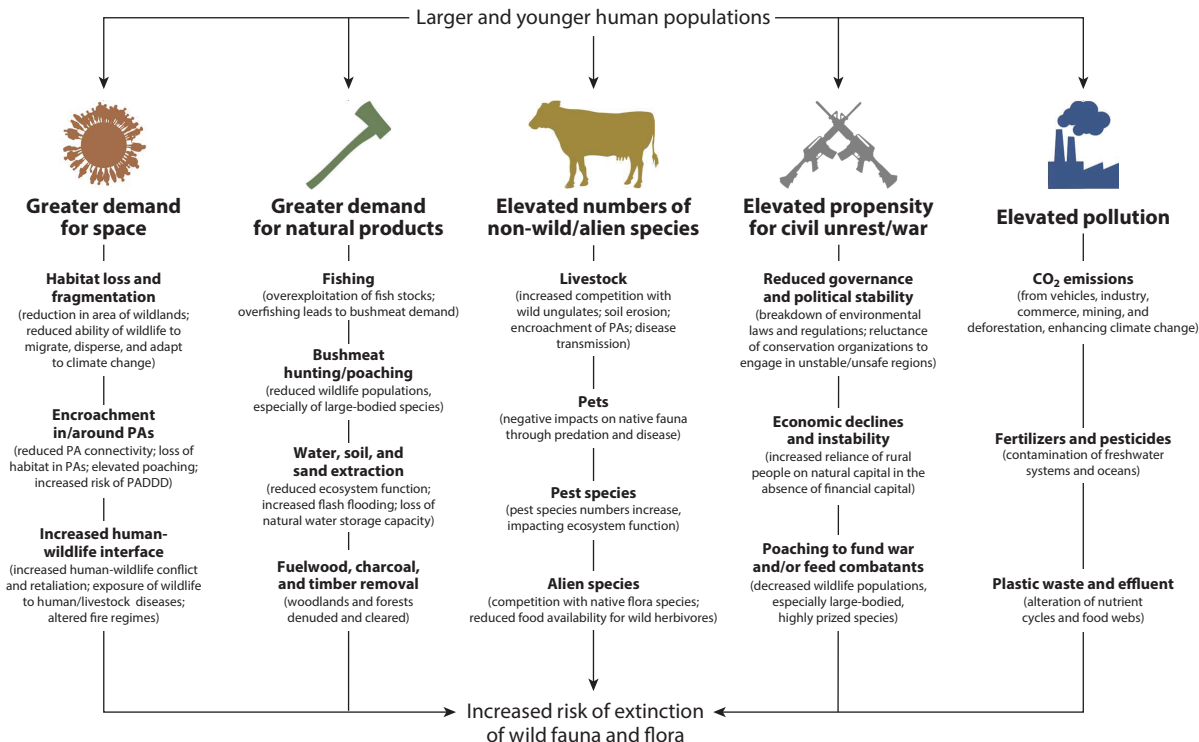 Larger and younger human populations
Greater demand
for space
Habitat loss and
fragmentation
(reduction in area of wildlands;
reduced ability of wildlife to
migrate, disperse, and adapt
to climate change)
Encroachment
in/around PAs
(reduced PA connectivity; loss of
habitat in PAs; elevated poaching;
increased risk of PADDD)
Increased human-
wildlife interface
(increased human-wildlife conflict
and retaliation; exposure of wildlife
to human/livestock diseases;
altered fire regimes)
Greater demand
for natural products
Fishing
(overexploitation of fish stocks;
overfishing leads to bushmeat demand)
Bushmeat
hunting/poaching
(reduced wildlife populations,
especially of large-bodied species)
Water, soil, and
sand extraction
(reduced ecosystem function;
increased flash flooding; loss of
natural water storage capacity)
Fuelwood, charcoal,
and timber removal
(woodlands and forests
denuded and cleared)
Elevated numbers of
non-wild/alien species
Livestock
(increased competition with
wild ungulates; soil erosion;
encroachment of PAs; disease
transmission)
Pets
(negative impacts on native fauna
through predation and disease)
Pest species
(pest species numbers increase,
impacting ecosystem function)
Alien species
(competition with native flora species;
reduced food availability for wild herbivores)
Elevated propensity
for civil unrest/war
Reduced governance
and political stability
(breakdown of environmental
laws and regulations; reluctance
of conservation organizations to
engage in unstable/unsafe regions)
Economic declines
and instability
(increased reliance of rural
people on natural capital in the
absence of financial capital)
Poaching to fund war
and/or feed combatants
(decreased wildlife populations,
especially large-bodied,
highly prized species)
Elevated pollution
CO₂ emissions
(from vehicles, industry,
commerce, mining, and
deforestation, enhancing climate change)
Fertilizers and pesticides
(contamination of freshwater
systems and oceans)
Plastic waste and effluent
(alteration of nutrient
cycles and food webs)
Increased risk of extinction
of wild fauna and flora